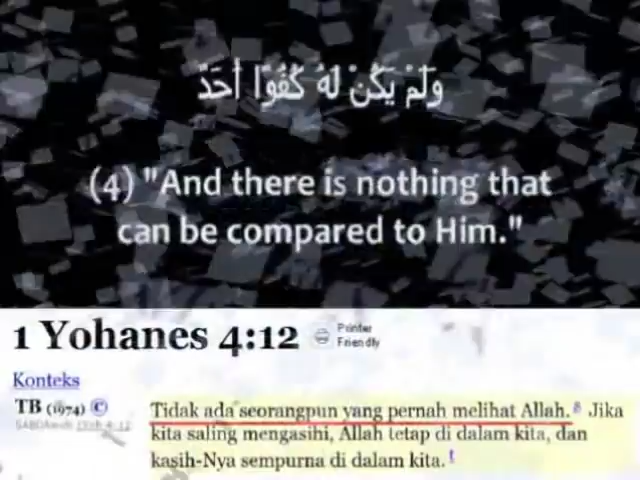 وَلَمْ يَكُنْ لَهُ كُفُوًا أَحَدٌ
(4) "And there is nothing that
can be compared to Him."
1 Yohanes 4:12
Printer
Friendly
Konteks
TB (1974) ©
Tidak ada seorangpun yang pernah melihat Allah. Jika
kita saling mengasihi, Allah tetap di dalam kita, dan
kasih-Nya sempurna di dalam kita.